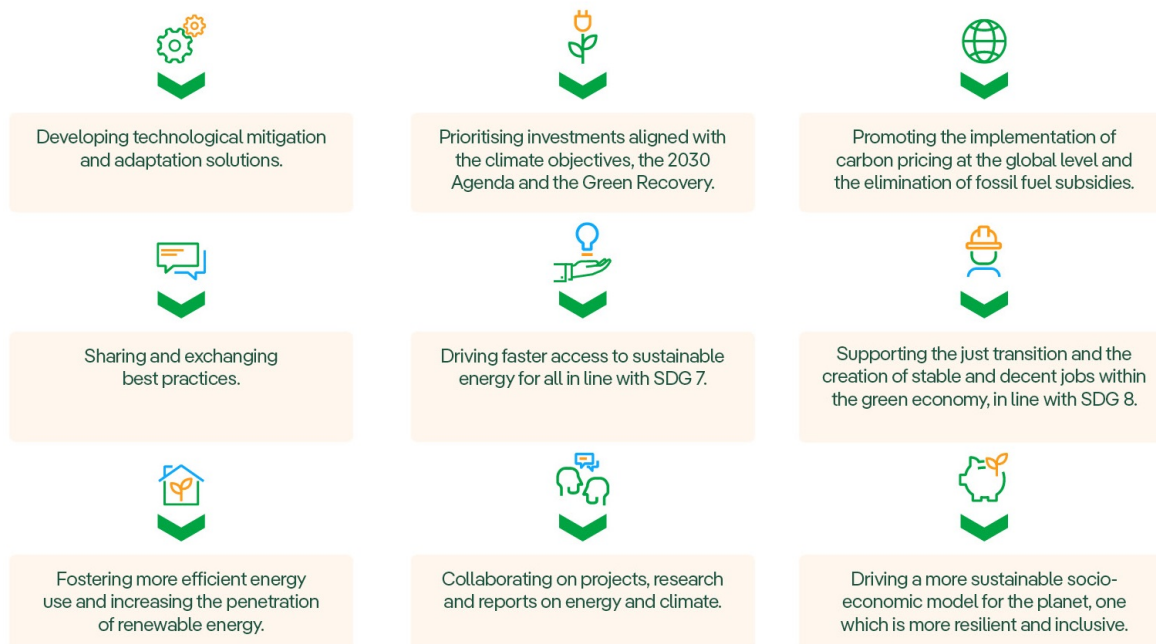 Developing technological mitigation
and adaptation solutions.
Prioritising investments aligned with
the climate objectives, the 2030
Agenda and the Green Recovery.
Promoting the implementation of
carbon pricing at the global level and
the elimination of fossil fuel subsidies.
Sharing and exchanging
best practices.
Driving faster access to sustainable
energy for all in line with SDG 7.
Supporting the just transition and the
creation of stable and decent jobs within
the green economy, in line with SDG 8.
Fostering more efficient energy
use and increasing the penetration
of renewable energy.
Collaborating on projects, research
and reports on energy and climate.
Driving a more sustainable socio-
economic model for the planet, one
which is more resilient and inclusive.